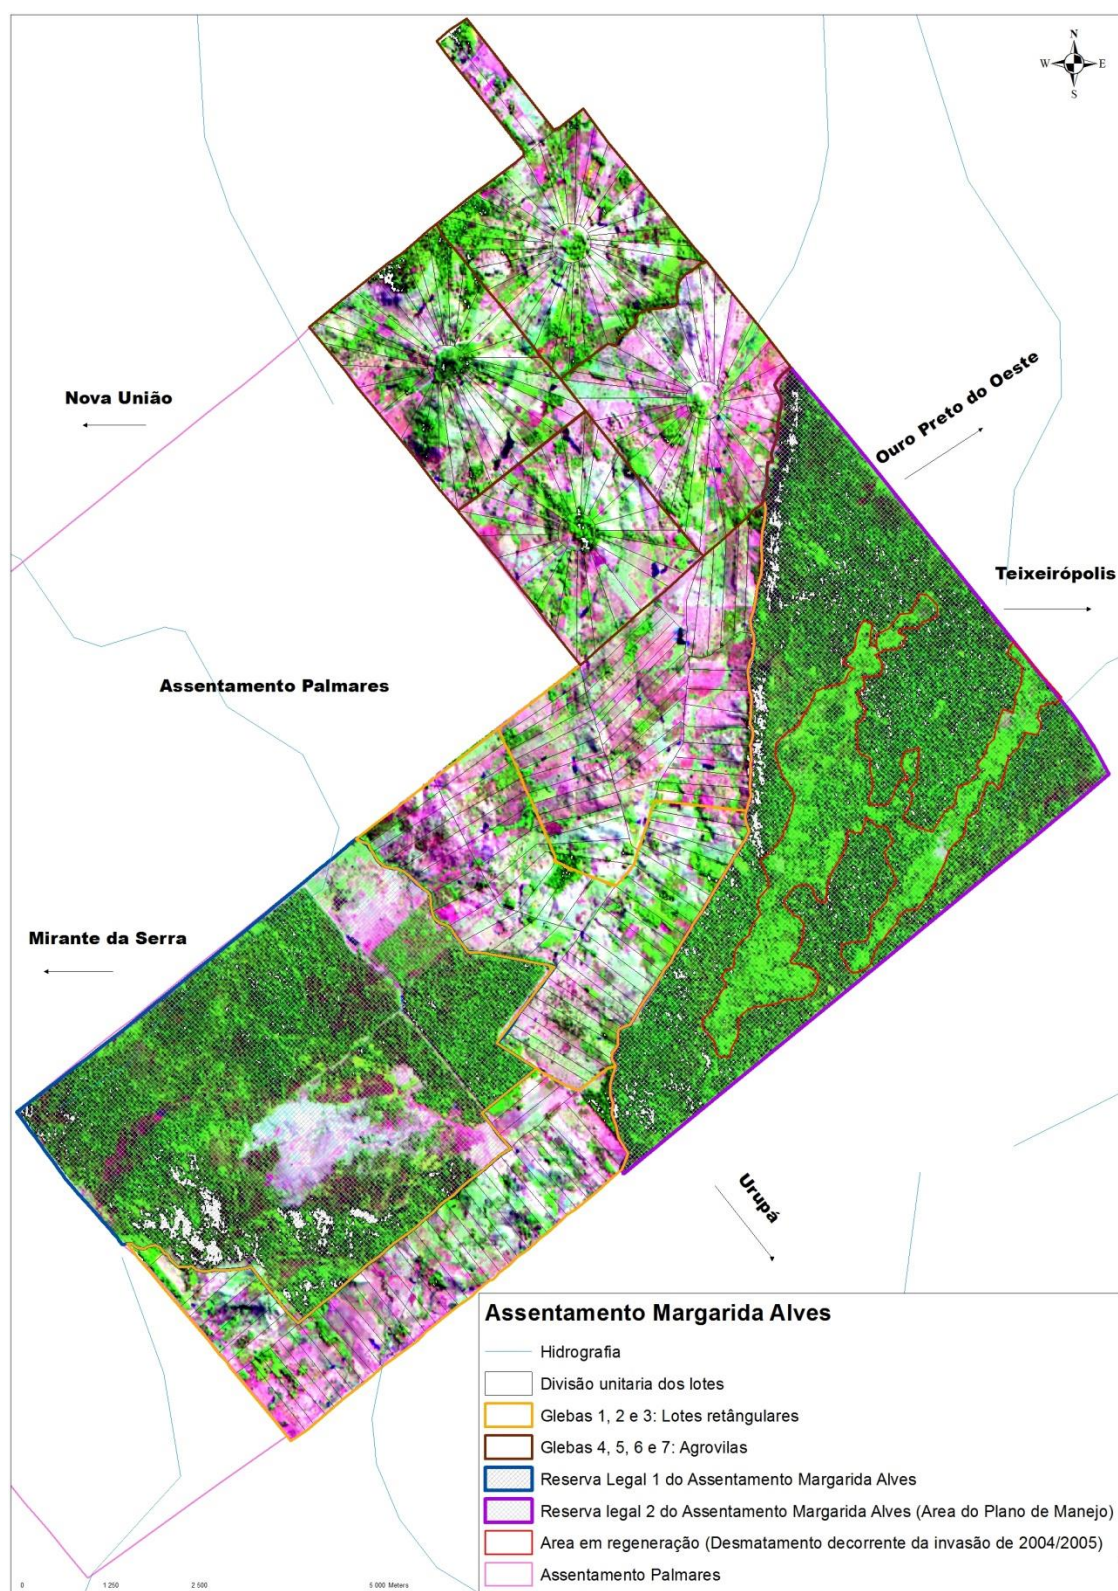 N
W E
S
Nova União
Ouro Preto do Oeste
Teixeirópolis
Assentamento Palmares
Mirante da Serra
Urupá
Assentamento Margarida Alves
Hidrografia
Divisão unitaria dos lotes
Glebas 1, 2 e 3: Lotes retângulares
Glebas 4, 5, 6 e 7: Agrovilas
Reserva Legal 1 do Assentamento Margarida Alves
Reserva legal 2 do Assentamento Margarida Alves (Area do Plano de Manejo)
Area em regeneração (Desmatamento decorrente da invasão de 2004/2005)
Assentamento Palmares
0 1 250 2 500 5 000 Meters